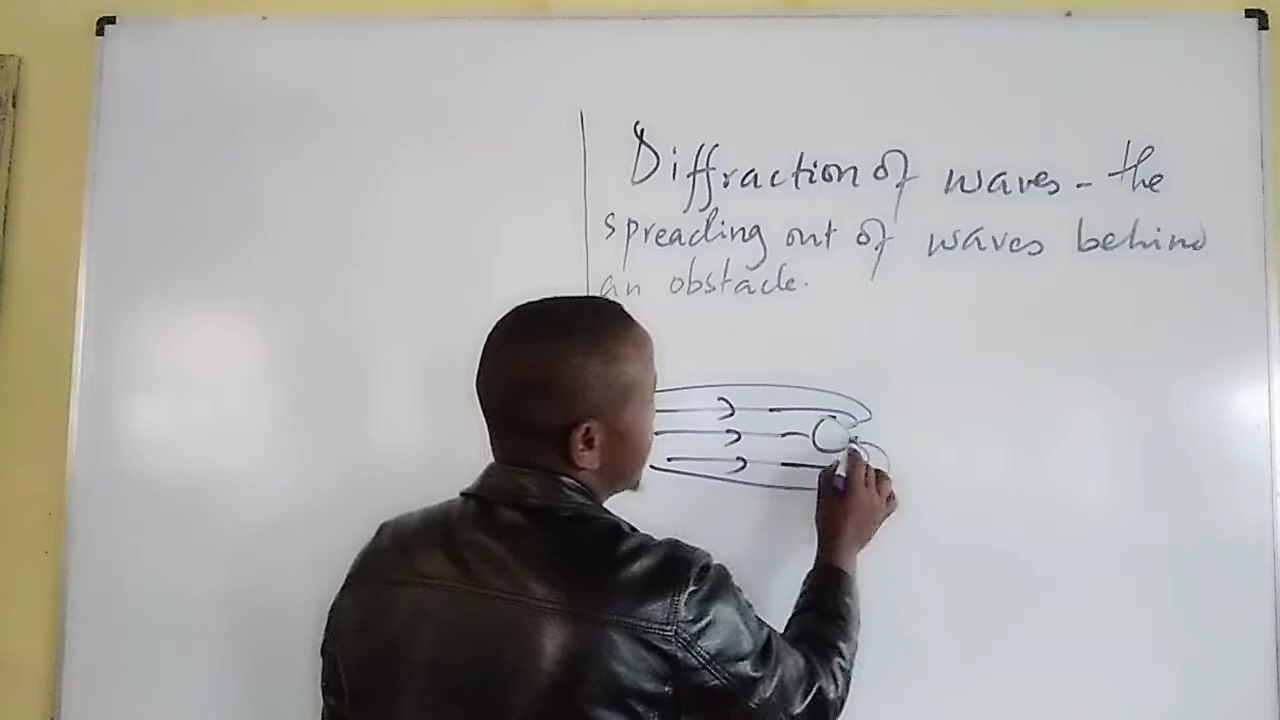 Diffraction of waves - the
spreading out of waves behind
an obstacle.